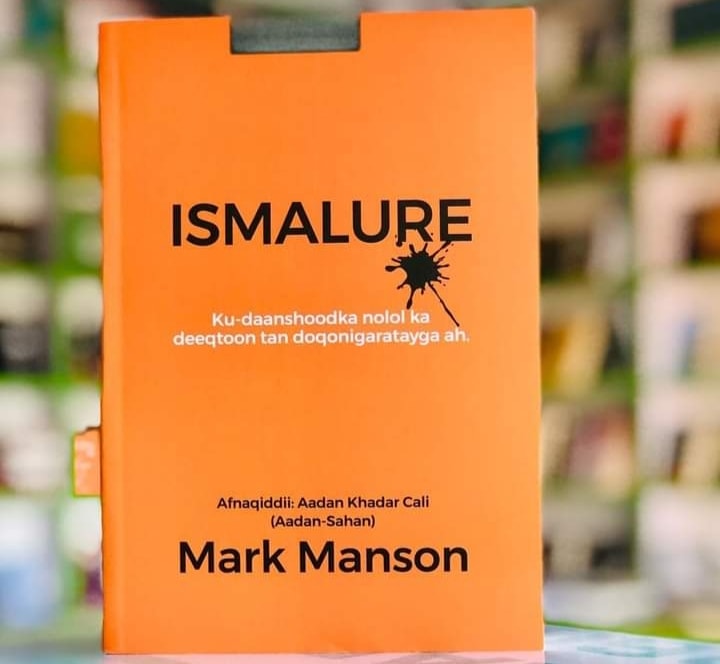 ISMALURE
Ku-daanshoodka nolol ka
deeqtoon tan doqonigaratayga ah.
Afnaqiddii: Aadan Khadar Cali
(Aadan-Sahan)
Mark Manson